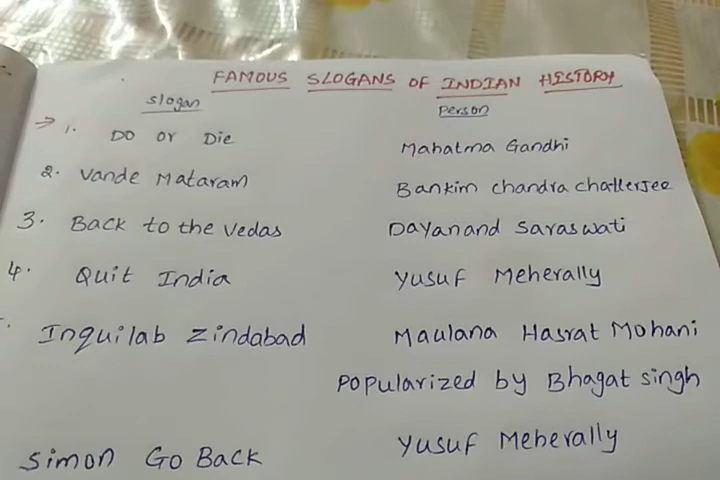 FAMOUS SLOGANS OF INDIAN HISTORY
Slogan Person
→ 1. DO or Die Mahatma Gandhi
2. Vande Mataram Bankim chandra chatterjee
3. Back to the vedas Dayanand saraswati
4. Quit India Yusuf Meherally
Inquilab Zindabad Maulana Hasrat Mohani
Popularized by Bhagat singh
Simon Go Back Yusuf Meherally